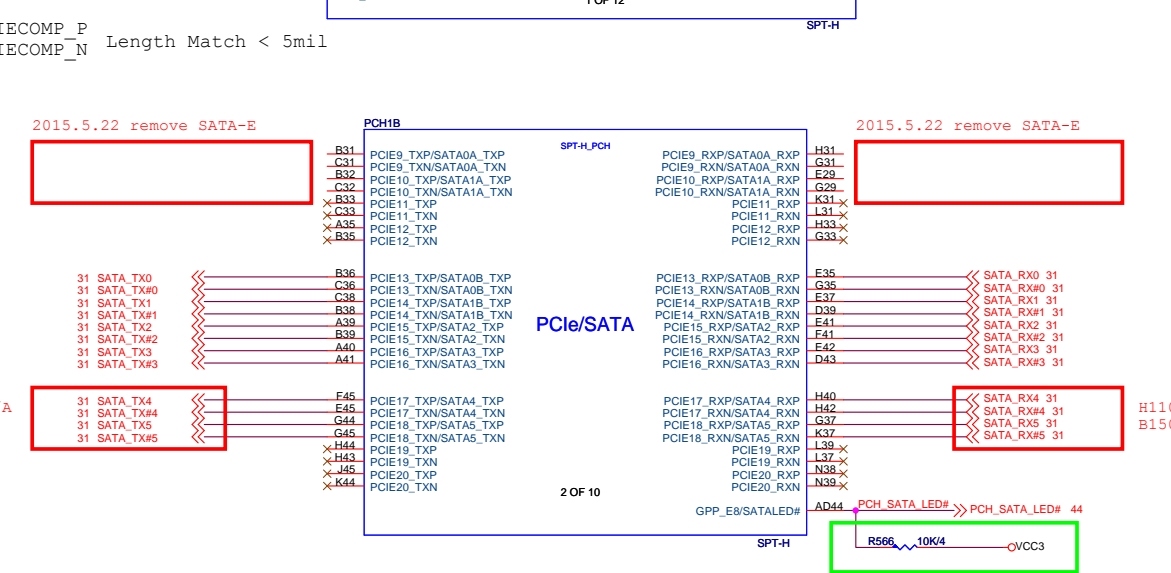 1 OF 12
SPT-H
IECOMP_P
IECOMP_N
Length Match < 5mil
2015.5.22 remove SATA-E
PCH1B
2015.5.22 remove SATA-E
SPT-H_PCH
B31 PCIE9_TXP/SATA0A_TXP PCIE9_RXP/SATA0A_RXP H31
C31 PCIE9_TXN/SATA0A_TXN PCIE9_RXN/SATA0A_RXN G31
B32 PCIE10_TXP/SATA1A_TXP PCIE10_RXP/SATA1A_RXP E29
C32 PCIE10_TXN/SATA1A_TXN PCIE10_RXN/SATA1A_RXN G29
B33 PCIE11_TXP PCIE11_RXP K31
C33 PCIE11_TXN PCIE11_RXN L31
A35 PCIE12_TXP PCIE12_RXP H33
B35 PCIE12_TXN PCIE12_RXN G33
31 SATA_TX0 B36 PCIE13_TXP/SATA0B_TXP PCIE13_RXP/SATA0B_RXP E35 SATA_RX0 31
31 SATA_TX#0 C36 PCIE13_TXN/SATA0B_TXN PCIE13_RXN/SATA0B_RXN G35 SATA_RX#0 31
31 SATA_TX1 C38 PCIE14_TXP/SATA1B_TXP PCIE14_RXP/SATA1B_RXP E37 SATA_RX1 31
31 SATA_TX#1 B38 PCIE14_TXN/SATA1B_TXN PCIE14_RXN/SATA1B_RXN D39 SATA_RX#1 31
31 SATA_TX2 A39 PCIE15_TXP/SATA2_TXP PCIE15_RXP/SATA2_RXP E41 SATA_RX2 31
PCIe/SATA
31 SATA_TX#2 B39 PCIE15_TXN/SATA2_TXN PCIE15_RXN/SATA2_RXN F41 SATA_RX#2 31
31 SATA_TX3 A40 PCIE16_TXP/SATA3_TXP PCIE16_RXP/SATA3_RXP E42 SATA_RX3 31
31 SATA_TX#3 A41 PCIE16_TXN/SATA3_TXN PCIE16_RXN/SATA3_RXN D43 SATA_RX#3 31
31 SATA_TX4 F45 PCIE17_TXP/SATA4_TXP PCIE17_RXP/SATA4_RXP H40 SATA_RX4 31
A 31 SATA_TX#4 E45 PCIE17_TXN/SATA4_TXN PCIE17_RXN/SATA4_RXN H42 SATA_RX#4 31 H110
31 SATA_TX5 G44 PCIE18_TXP/SATA5_TXP PCIE18_RXP/SATA5_RXP G37 SATA_RX5 31 B150
31 SATA_TX#5 G45 PCIE18_TXN/SATA5_TXN PCIE18_RXN/SATA5_RXN K37 SATA_RX#5 31
H44 PCIE19_TXP PCIE19_RXP L39
H43 PCIE19_TXN PCIE19_RXN L37
J45 PCIE20_TXP PCIE20_RXP N38
K44 PCIE20_TXN PCIE20_RXN N39
2 OF 10
GPP_E8/SATALED# AD44 PCH_SATA_LED# PCH_SATA_LED# 44
SPT-H
R566 10K/4 VCC3